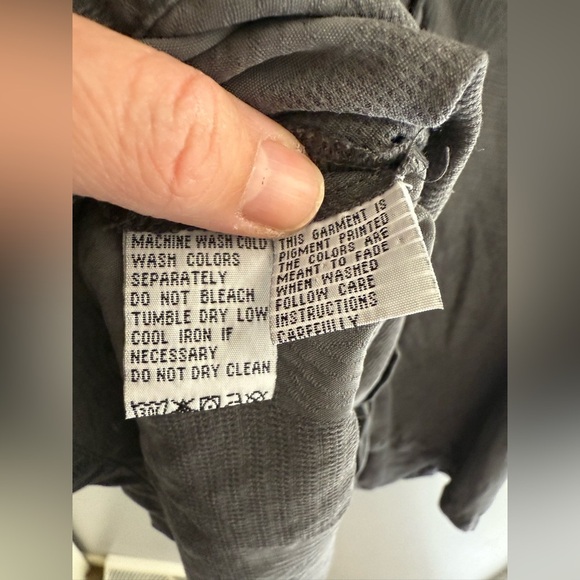 MACHINE WASH COLD
WASH COLORS
SEPARATELY
DO NOT BLEACH
TUMBLE DRY LOW
COOL IRON IF
NECESSARY
DO NOT DRY CLEAN
THIS GARMENT IS
PIGMENT PRINTED
THE COLORS ARE
MEANT TO FADE
WHEN WASHED
FOLLOW CARE
INSTRUCTIONS
CAREFULLY